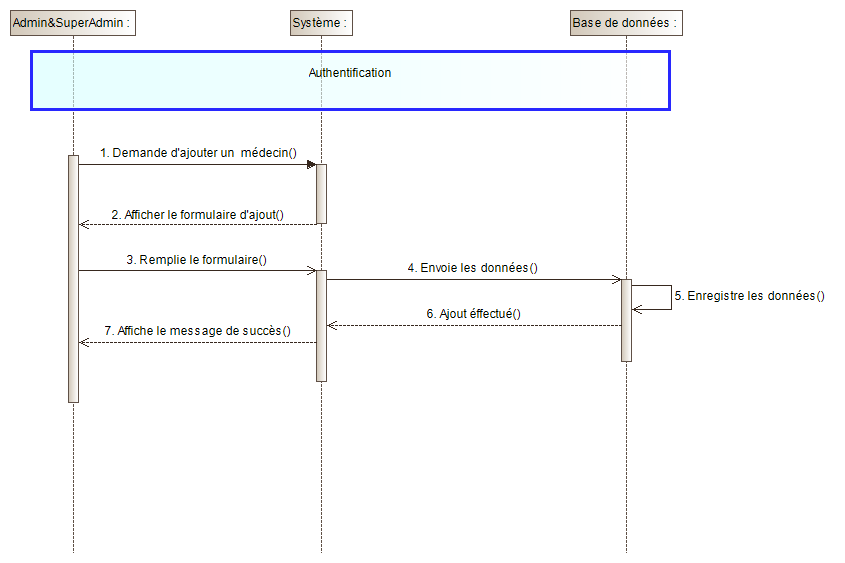 Admin&SuperAdmin :
Système :
Base de données :
Authentification
1. Demande d'ajouter un médecin()
2. Afficher le formulaire d'ajout()
3. Remplie le formulaire()
4. Envoie les données()
5. Enregistre les données()
6. Ajout éffectué()
7. Affiche le message de succès()